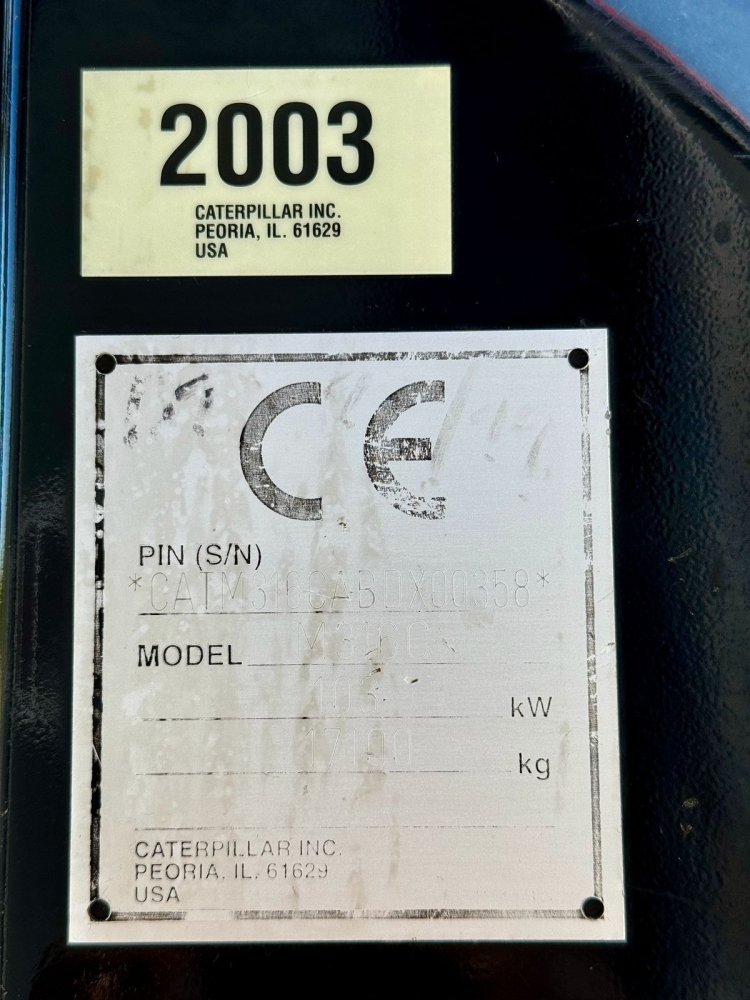 2003
CATERPILLAR INC.
PEORIA, IL. 61629
USA
CE
PIN (S/N)
*CATM316CABDX00358*
MODEL M316C
103 kW
17100 kg
CATERPILLAR INC.
PEORIA, IL. 61629
USA